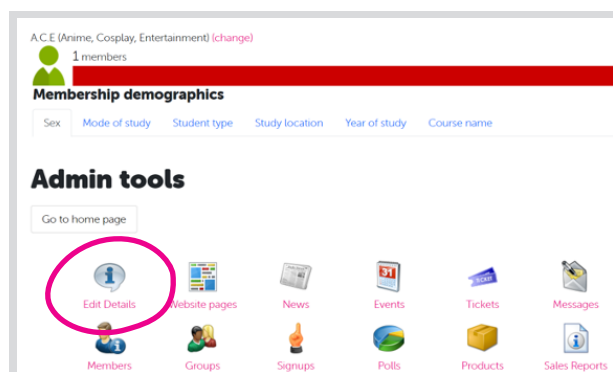 A.C.E (Anime, Cosplay, Entertainment) (change)
1 members
Membership demographics
Sex Mode of study Student type Study location Year of study Course name
Admin tools
Go to home page
31 TICKET
Edit Details Website pages News Events Tickets Messages
Members Groups Signups Polls Products Sales Reports